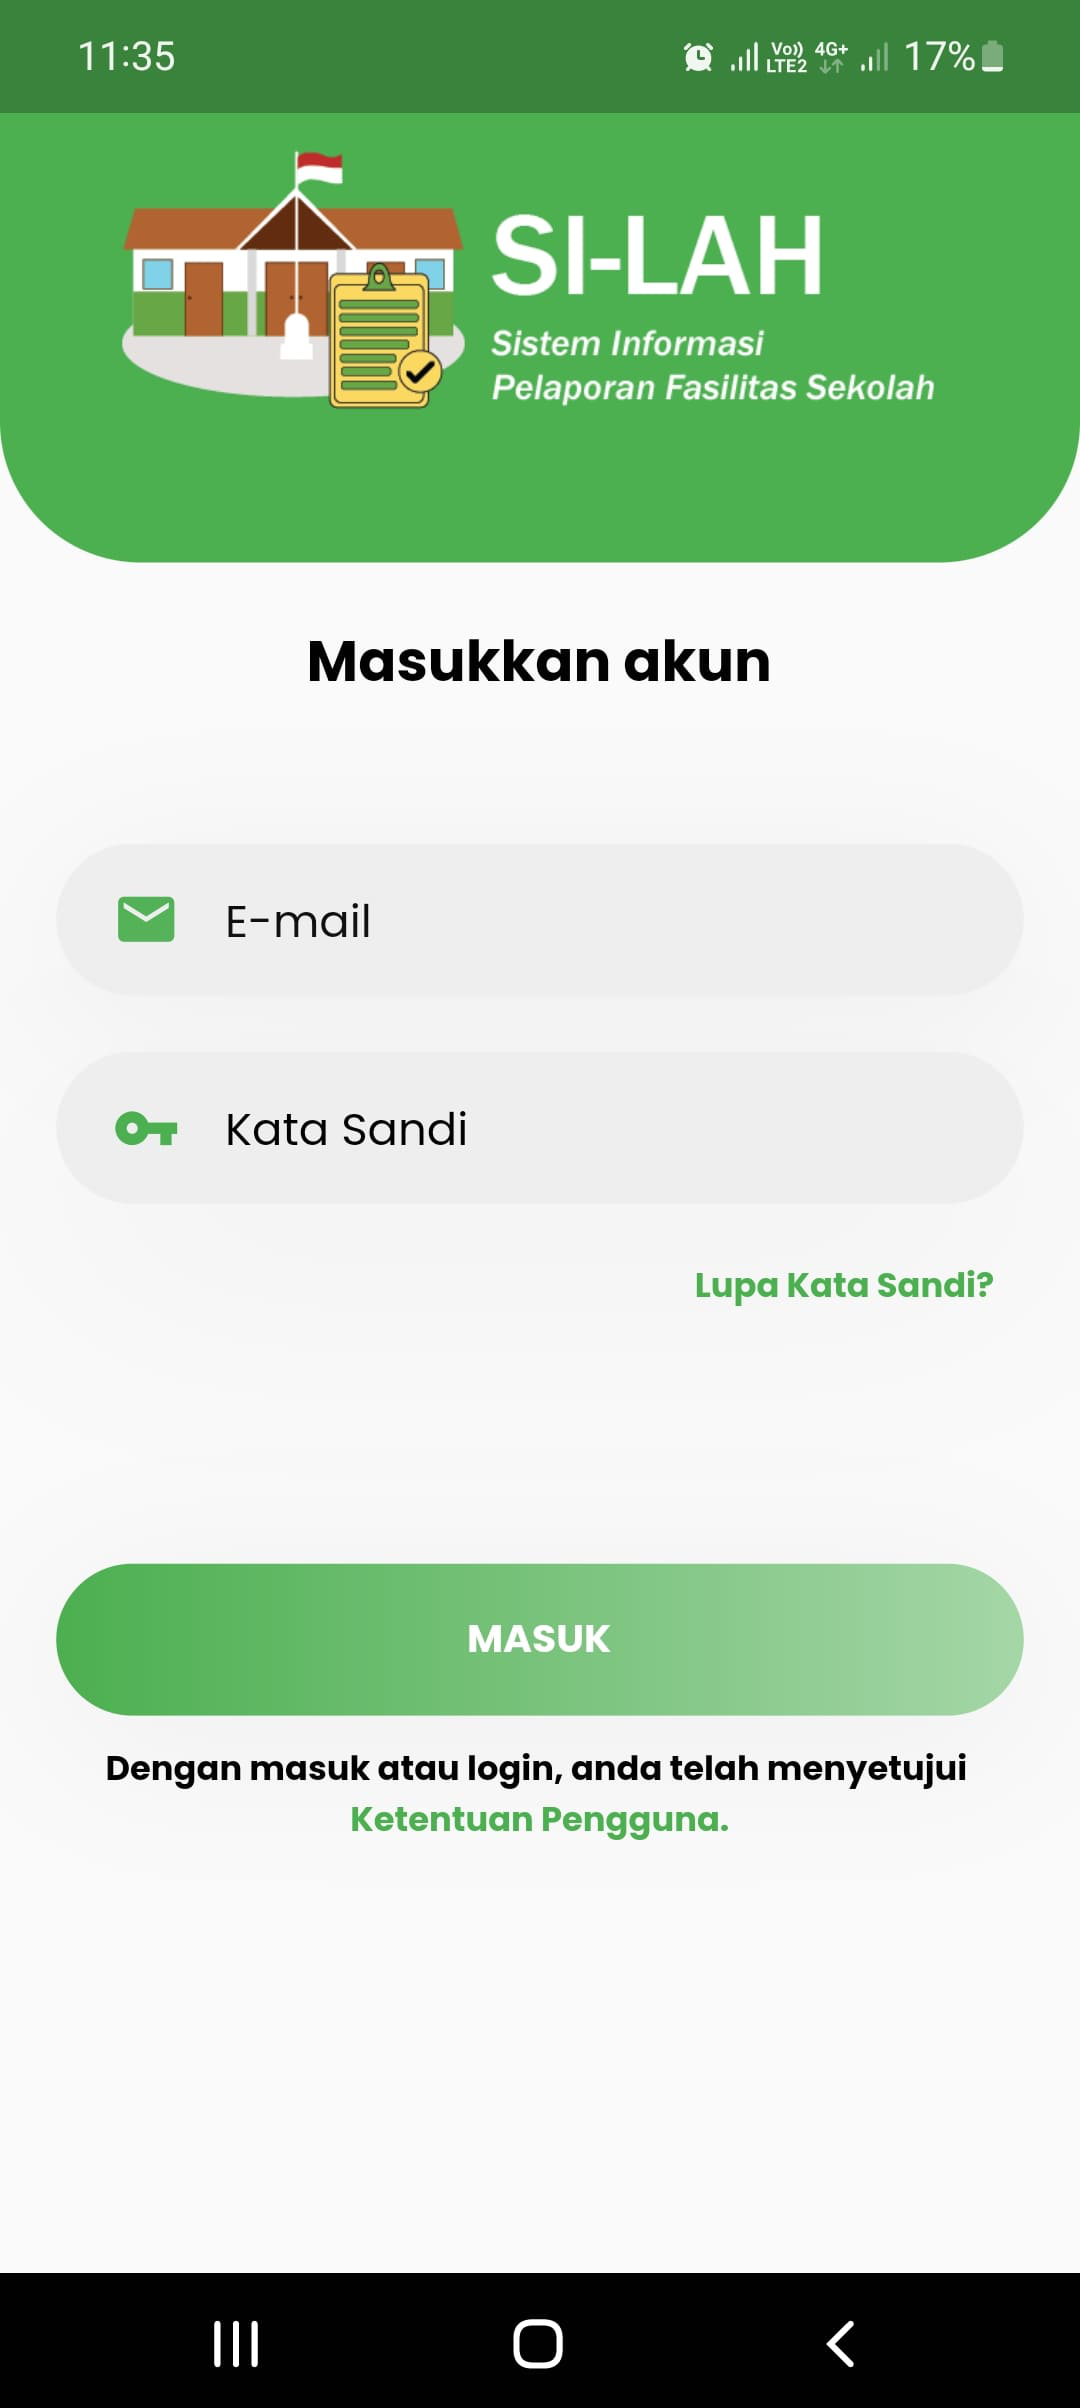 11:35
Vo)) 4G+ 17%
LTE2
SI-LAH
Sistem Informasi
Pelaporan Fasilitas Sekolah
Masukkan akun
E-mail
Kata Sandi
Lupa Kata Sandi?
MASUK
Dengan masuk atau login, anda telah menyetujui
Ketentuan Pengguna.